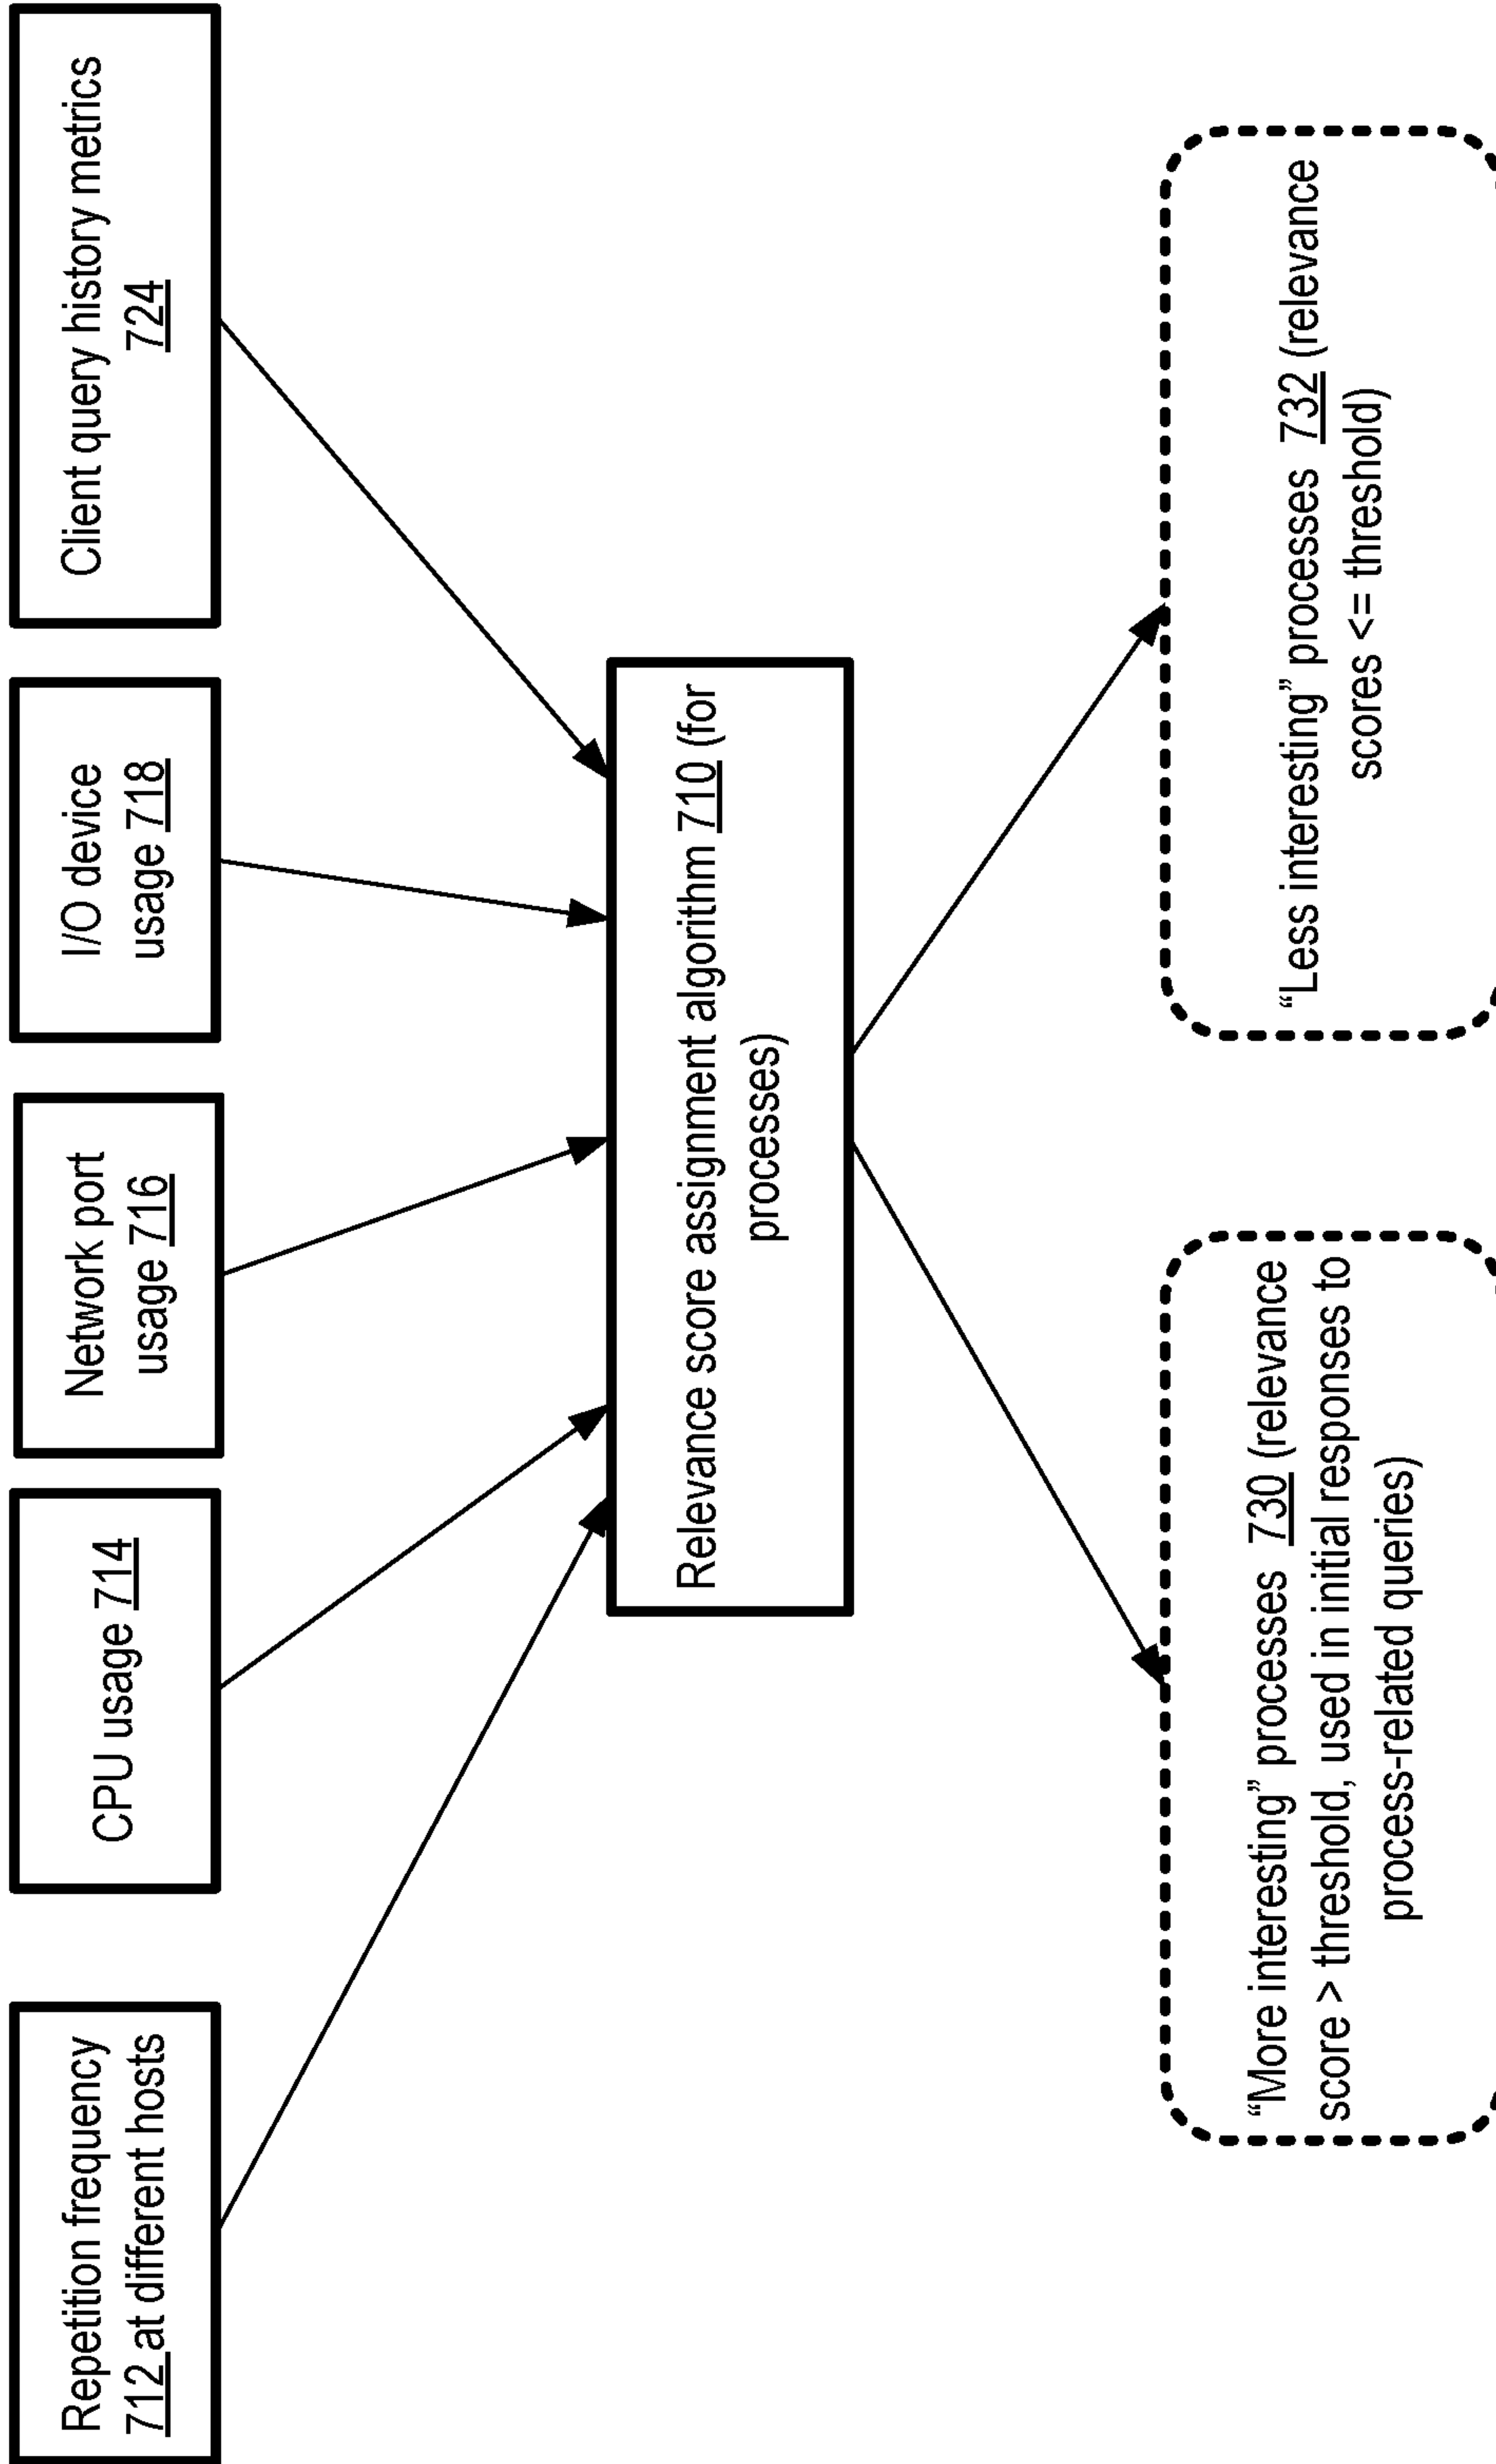 Repetition frequency
712 at different hosts
CPU usage 714
Network port
usage 716
I/O device
usage 718
Client query history metrics
724
Relevance score assignment algorithm 710 (for
processes)
“More interesting” processes 730 (relevance
score > threshold, used in initial responses to
process-related queries)
“Less interesting” processes 732 (relevance
scores <= threshold)